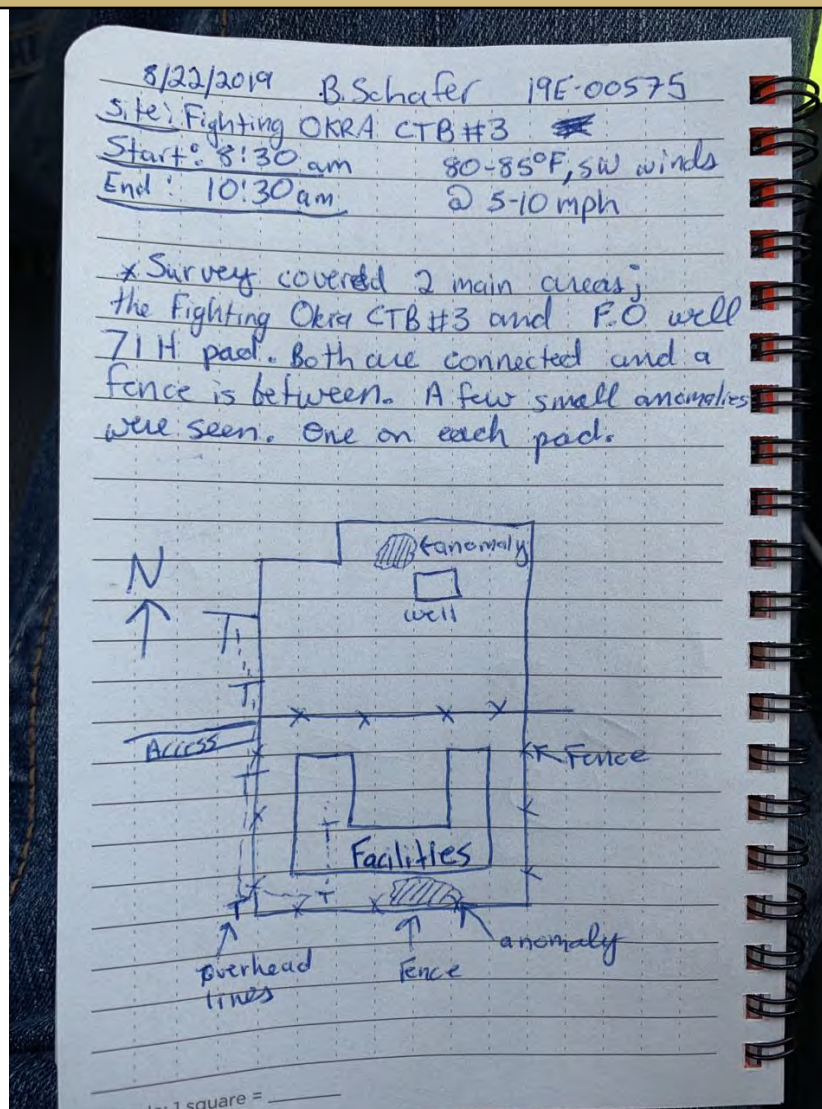 8/22/2019 B. Schafer 19E-00575
Site: Fighting OKRA CTB #3
Start: 8:30 am 80-85°F, SW winds
End: 10:30 am @ 5-10 mph
* Survey covered 2 main areas;
the Fighting Okra CTB #3 and F.O well
71H pad. Both are connected and a
fence is between. A few small anomalies
were seen. One on each pad.
anomaly
N
well
Access
Fence
Facilities
anomaly
overhead
lines
Fence
1 square =